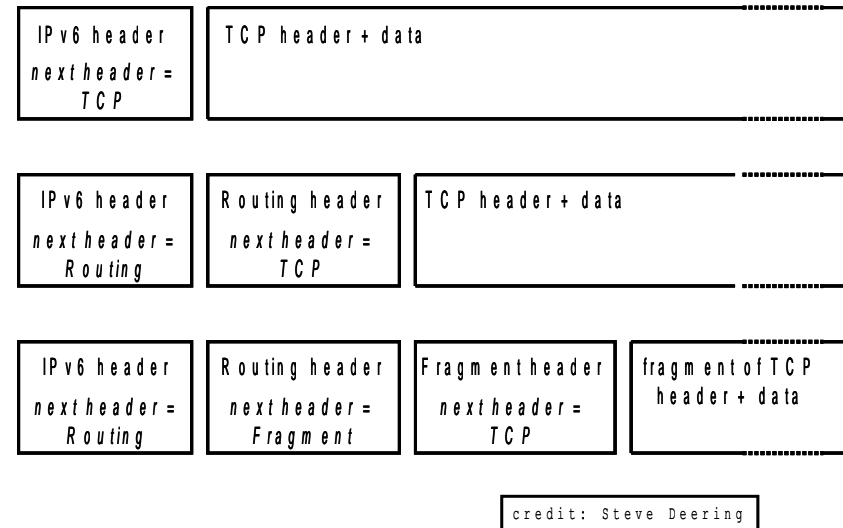 IPv6 header
next header =
TCP
TCP header + data
IPv6 header
next header =
Routing
Routing header
next header =
TCP
TCP header + data
IPv6 header
next header =
Routing
Routing header
next header =
Fragment
Fragment header
next header =
TCP
fragment of TCP
header + data
credit: Steve Deering